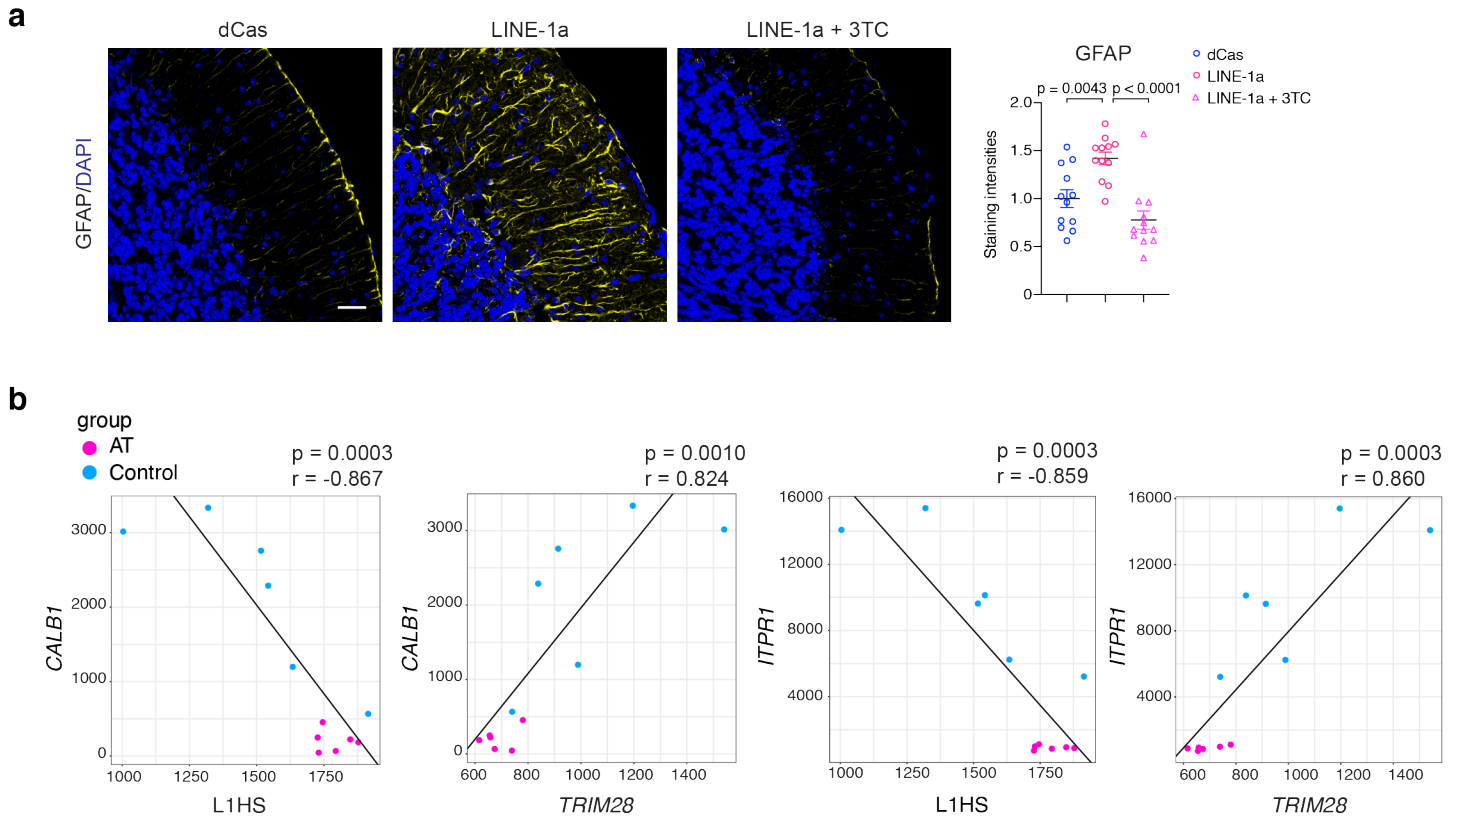 a
dCas
LINE-1a
LINE-1a + 3TC
GFAP/DAPI
GFAP
dCas
LINE-1a
LINE-1a + 3TC
p = 0.0043
p < 0.0001
Staining intensities
2.0
1.5
1.0
0.5
0
b
group
AT
Control
p = 0.0003
r = -0.867
CALB1
3000
2000
1000
0
1000
1250
1500
1750
L1HS
p = 0.0010
r = 0.824
CALB1
3000
2000
1000
0
600
800
1000
1200
1400
TRIM28
p = 0.0003
r = -0.859
ITPR1
16000
12000
8000
4000
1000
1250
1500
1750
L1HS
p = 0.0003
r = 0.860
ITPR1
16000
12000
8000
4000
600
800
1000
1200
1400
TRIM28